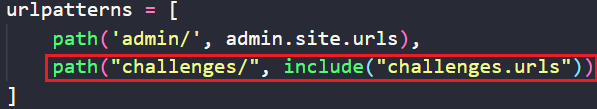 urlpatterns = [
    path('admin/', admin.site.urls),
    path("challenges/", include("challenges.urls"))
]